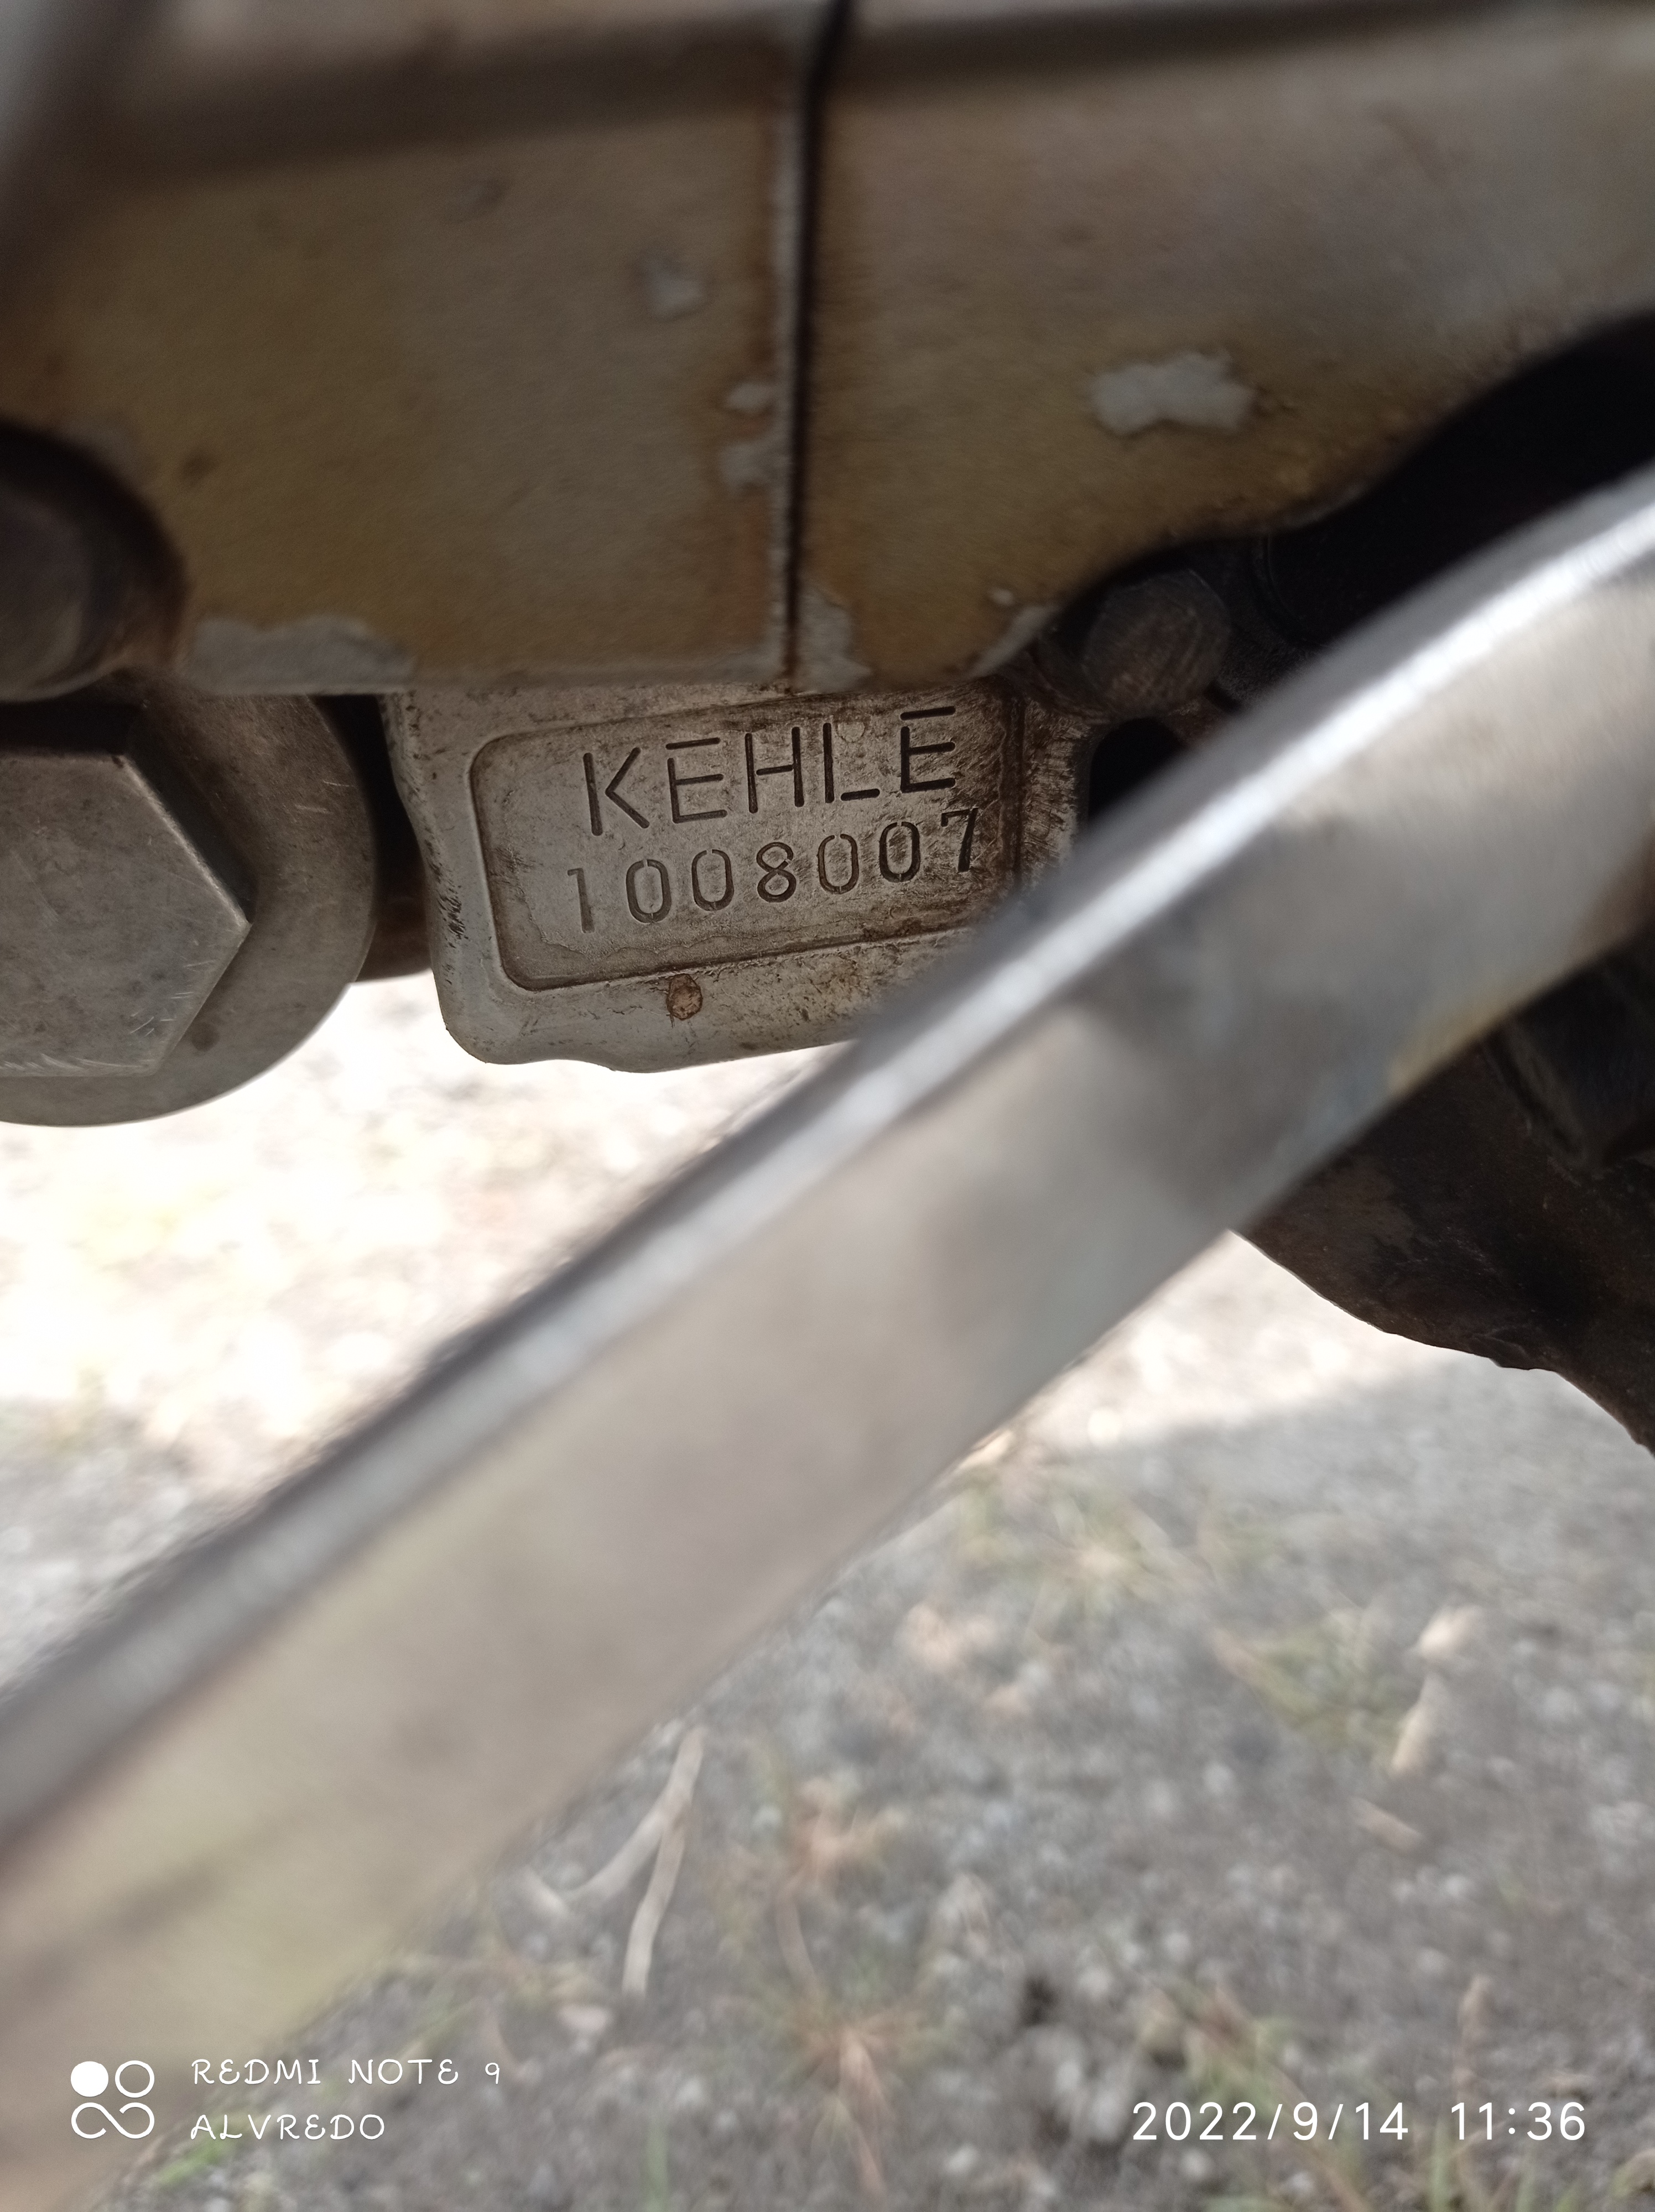 KEHLE
1008007
REDMI NOTE 9
ALVREDO
2022/9/14 11:36